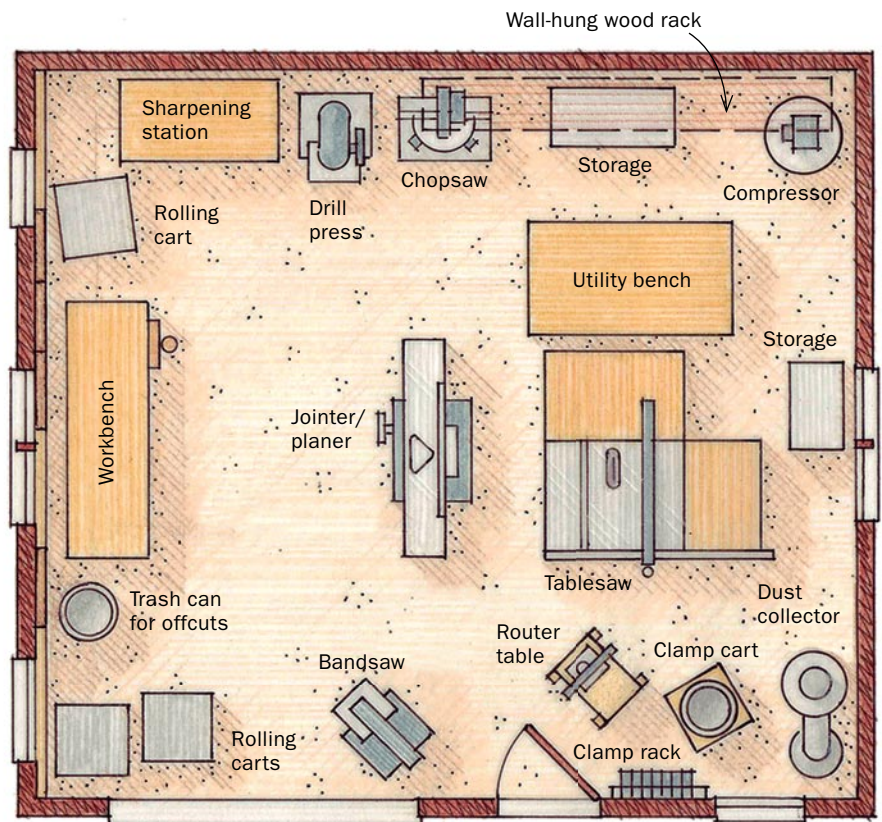 Wall-hung wood rack
Sharpening
station
Drill
press
Chopsaw
Storage
Compressor
Rolling
cart
Utility bench
Storage
Workbench
Jointer/
planer
Tablesaw
Trash can
for offcuts
Dust
collector
Router
table
Clamp cart
Bandsaw
Rolling
carts
Clamp rack